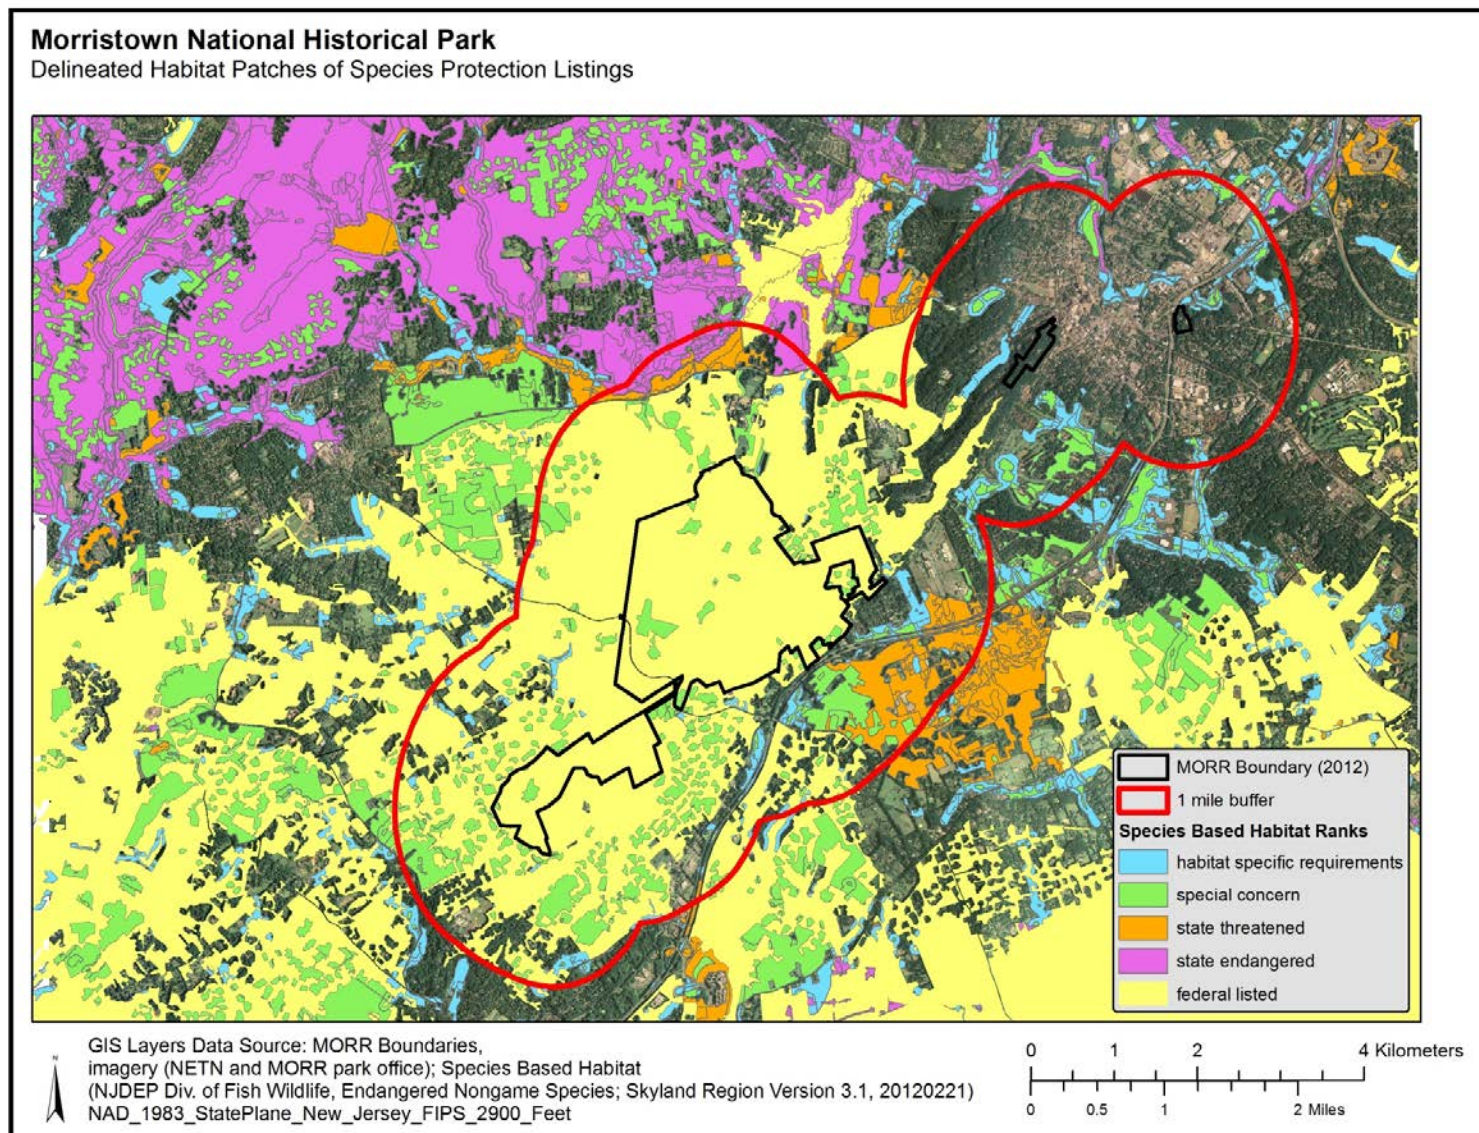 Morristown National Historical Park
Delineated Habitat Patches of Species Protection Listings
MORR Boundary (2012)
1 mile buffer
Species Based Habitat Ranks
habitat specific requirements
special concern
state threatened
state endangered
federal listed
N
GIS Layers Data Source: MORR Boundaries,
imagery (NETN and MORR park office); Species Based Habitat
(NJDEP Div. of Fish Wildlife, Endangered Nongame Species; Skyland Region Version 3.1, 20120221)
NAD_1983_StatePlane_New_Jersey_FIPS_2900_Feet
0 1 2 4 Kilometers
0 0.5 1 2 Miles